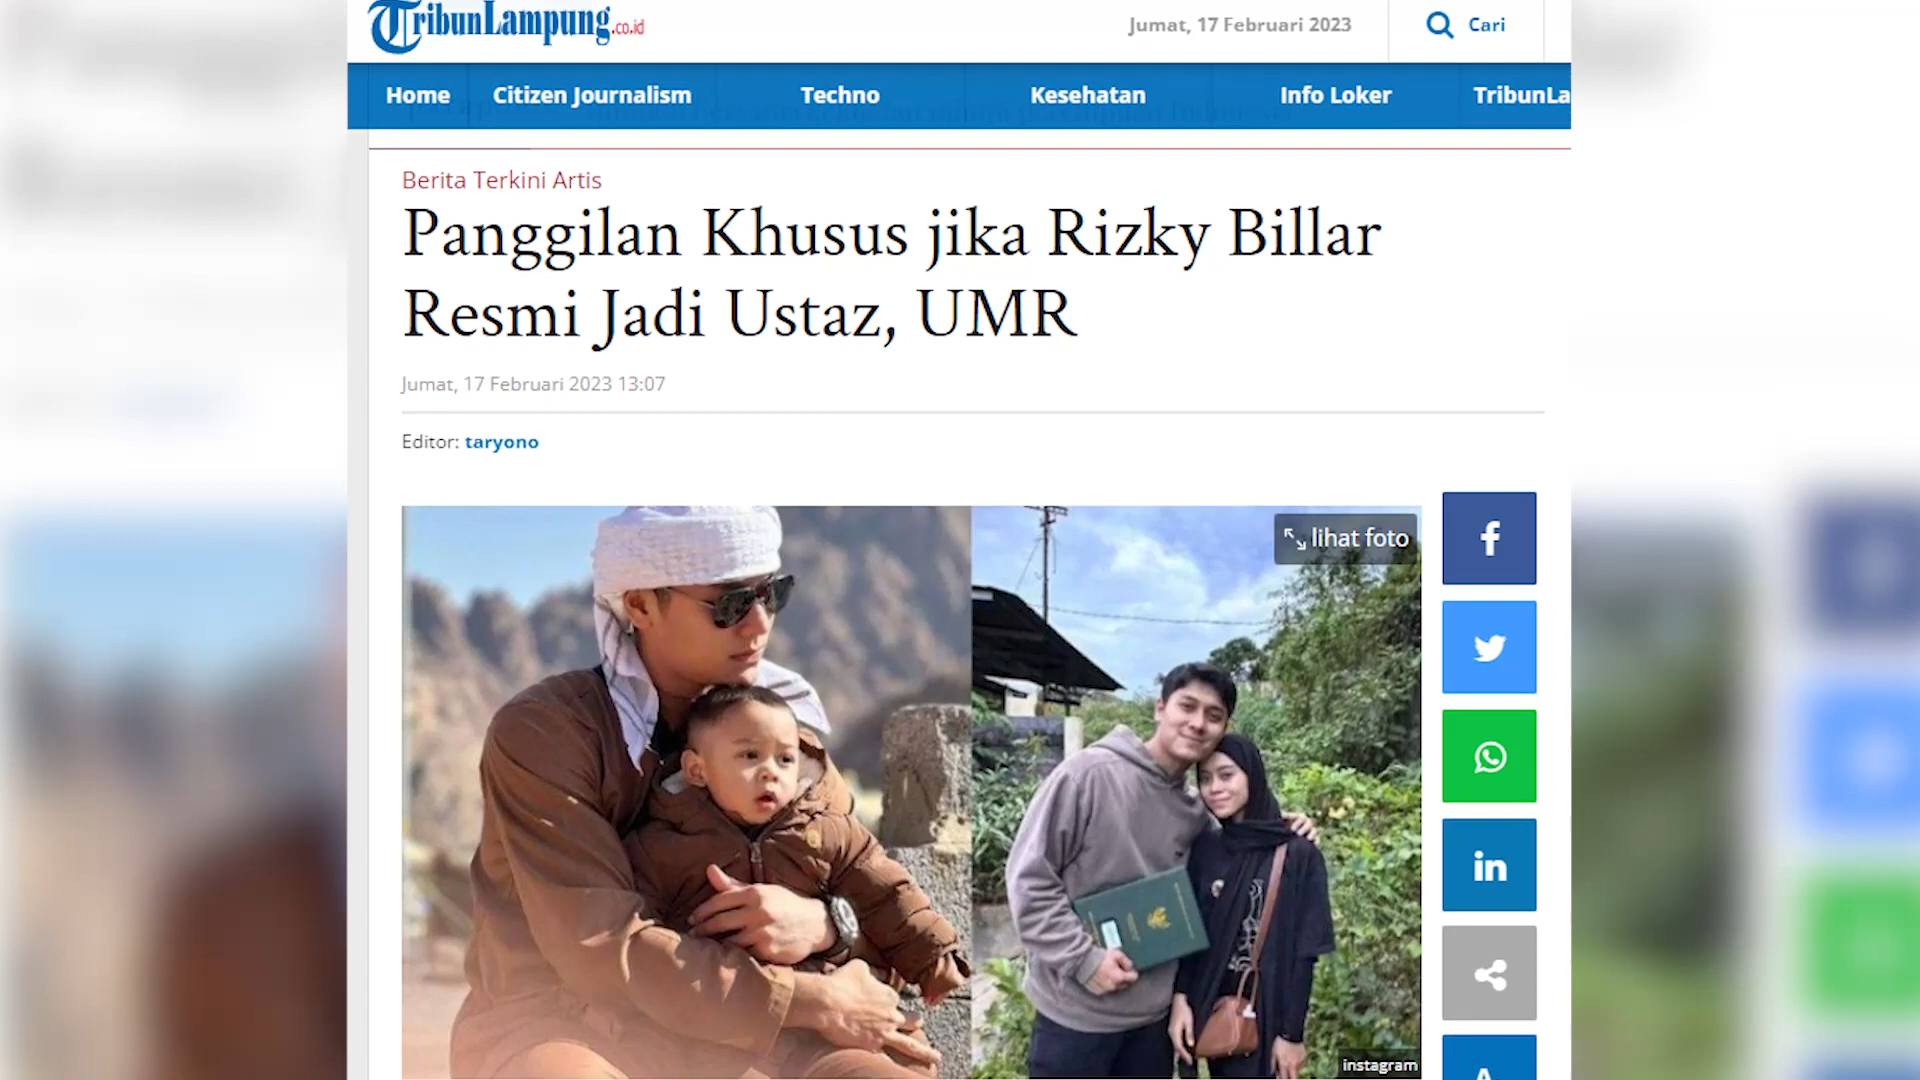 TribunLampung.co.id
Jumat, 17 Februari 2023
Cari
Home Citizen Journalism Techno Kesehatan Info Loker TribunLa
Berita Terkini Artis
Panggilan Khusus jika Rizky Billar
Resmi Jadi Ustaz, UMR
Jumat, 17 Februari 2023 13:07
Editor: taryono
lihat foto
instagram